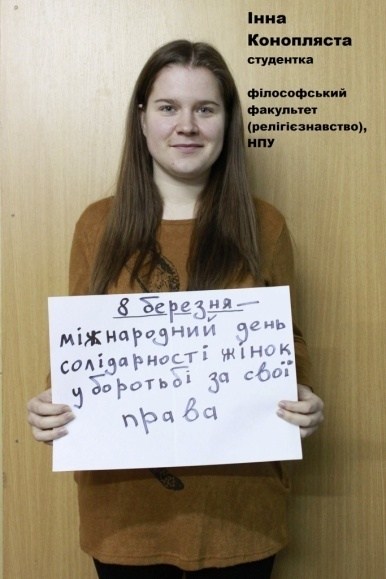 Інна
Конопляста
студентка
філософський
факультет
(релігієзнавство),
НПУ
8 березня —
міжнародний день
солідарності жінок
у боротьбі за свої
права